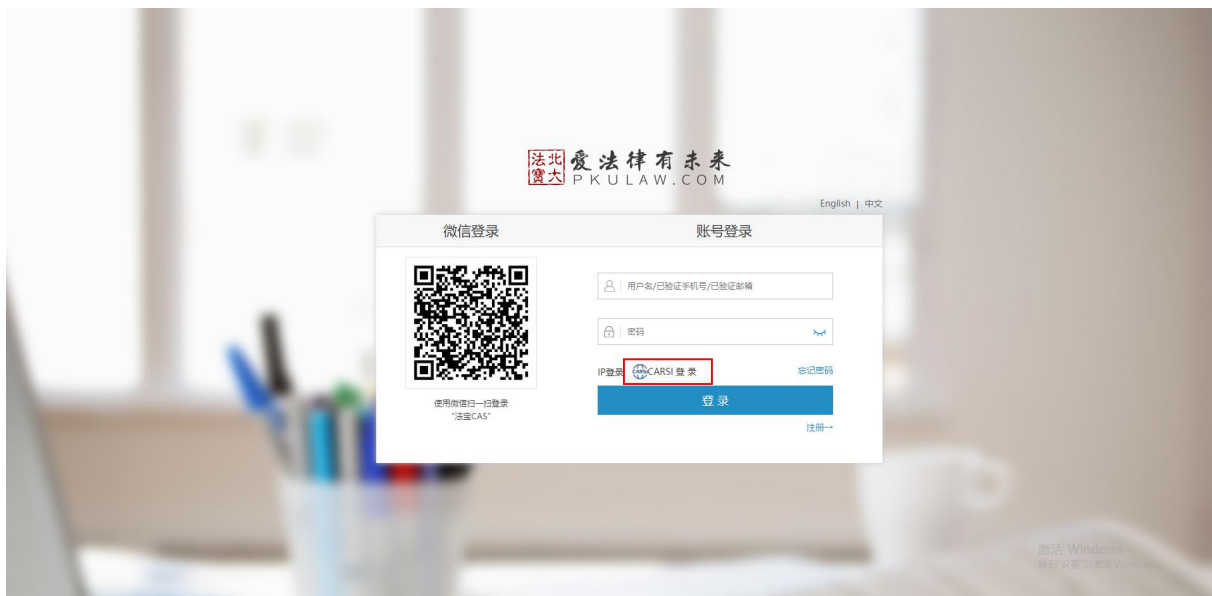 法北
寶大
爱法律有未来
PKULAW.COM
English | 中文
微信登录
账号登录
用户名/已验证手机号/已验证邮箱
密码
IP登录 CARSI CARSI 登 录
忘记密码
使用微信扫一扫登录
"法宝CAS"
登 录
注册→
激活 Windows